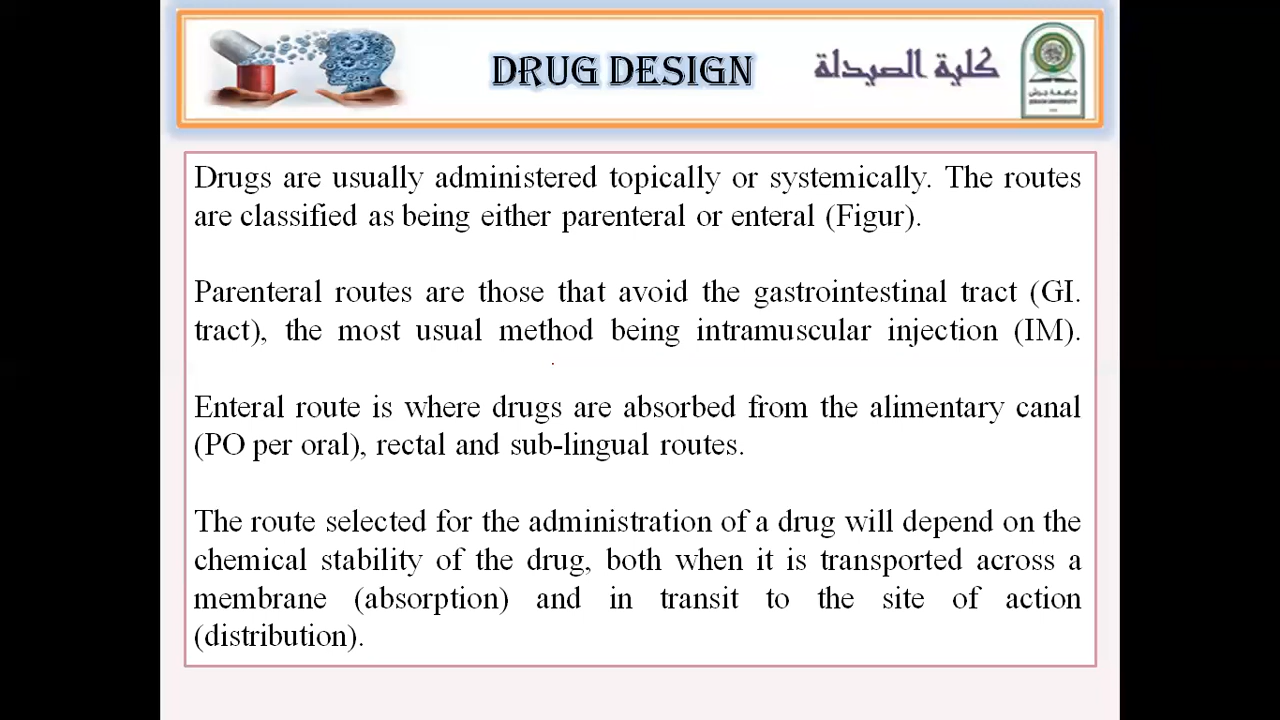 DRUG DESIGN
كلية الصيدلة
جامعة جرش
JERASH UNIVERSITY
Drugs are usually administered topically or systemically. The routes
are classified as being either parenteral or enteral (Figur).
Parenteral routes are those that avoid the gastrointestinal tract (GI.
tract), the most usual method being intramuscular injection (IM).
Enteral route is where drugs are absorbed from the alimentary canal
(PO per oral), rectal and sub-lingual routes.
The route selected for the administration of a drug will depend on the
chemical stability of the drug, both when it is transported across a
membrane (absorption) and in transit to the site of action
(distribution).